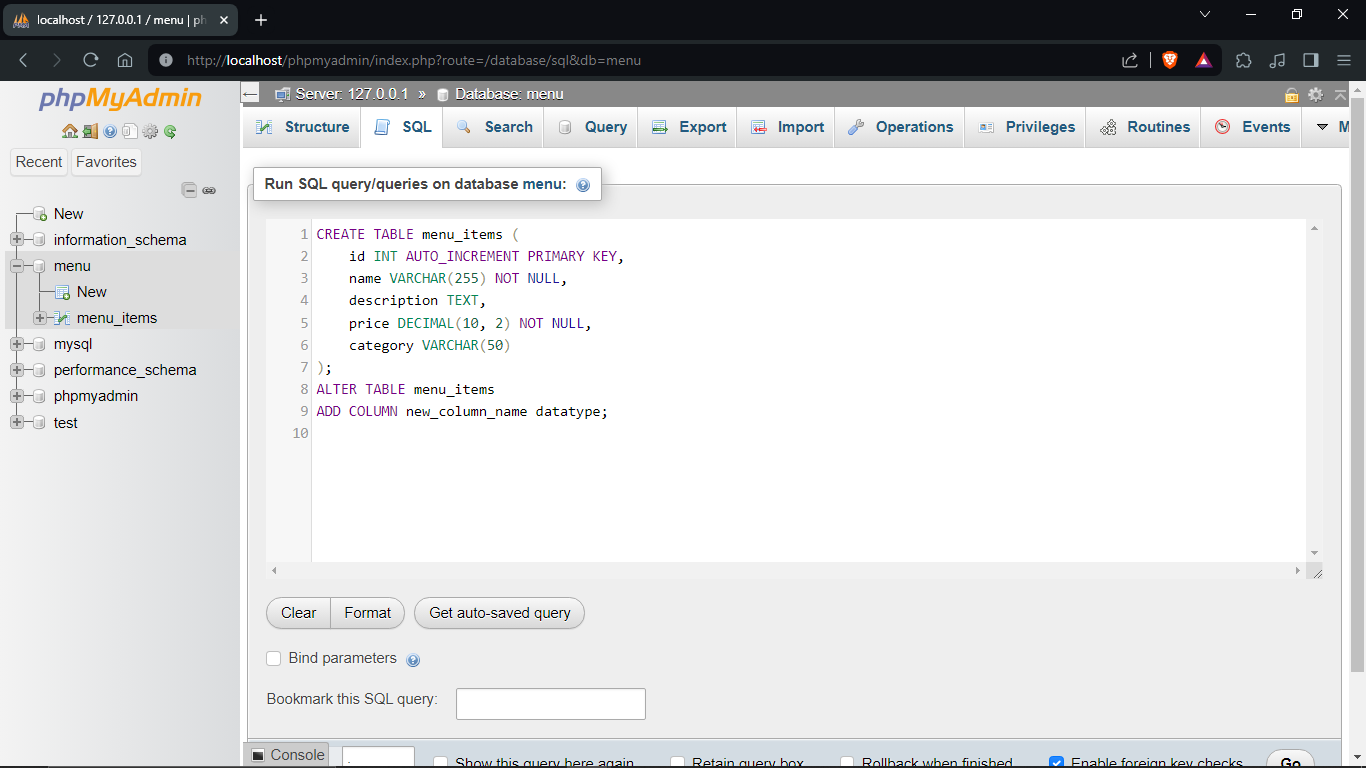 localhost / 127.0.0.1 / menu | ph
http://localhost/phpmyadmin/index.php?route=/database/sql&db=menu
phpMyAdmin
Recent
Favorites
New
information_schema
menu
New
menu_items
mysql
performance_schema
phpmyadmin
test
Server: 127.0.0.1 » Database: menu
Structure
SQL
Search
Query
Export
Import
Operations
Privileges
Routines
Events
M
Run SQL query/queries on database menu:
1 CREATE TABLE menu_items (
2 id INT AUTO_INCREMENT PRIMARY KEY,
3 name VARCHAR(255) NOT NULL,
4 description TEXT,
5 price DECIMAL(10, 2) NOT NULL,
6 category VARCHAR(50)
7 );
8 ALTER TABLE menu_items
9 ADD COLUMN new_column_name datatype;
10
Clear
Format
Get auto-saved query
Bind parameters
Bookmark this SQL query:
Console
Show this query here again
Retain query box
Rollback when finished
Enable foreign key checks
Go